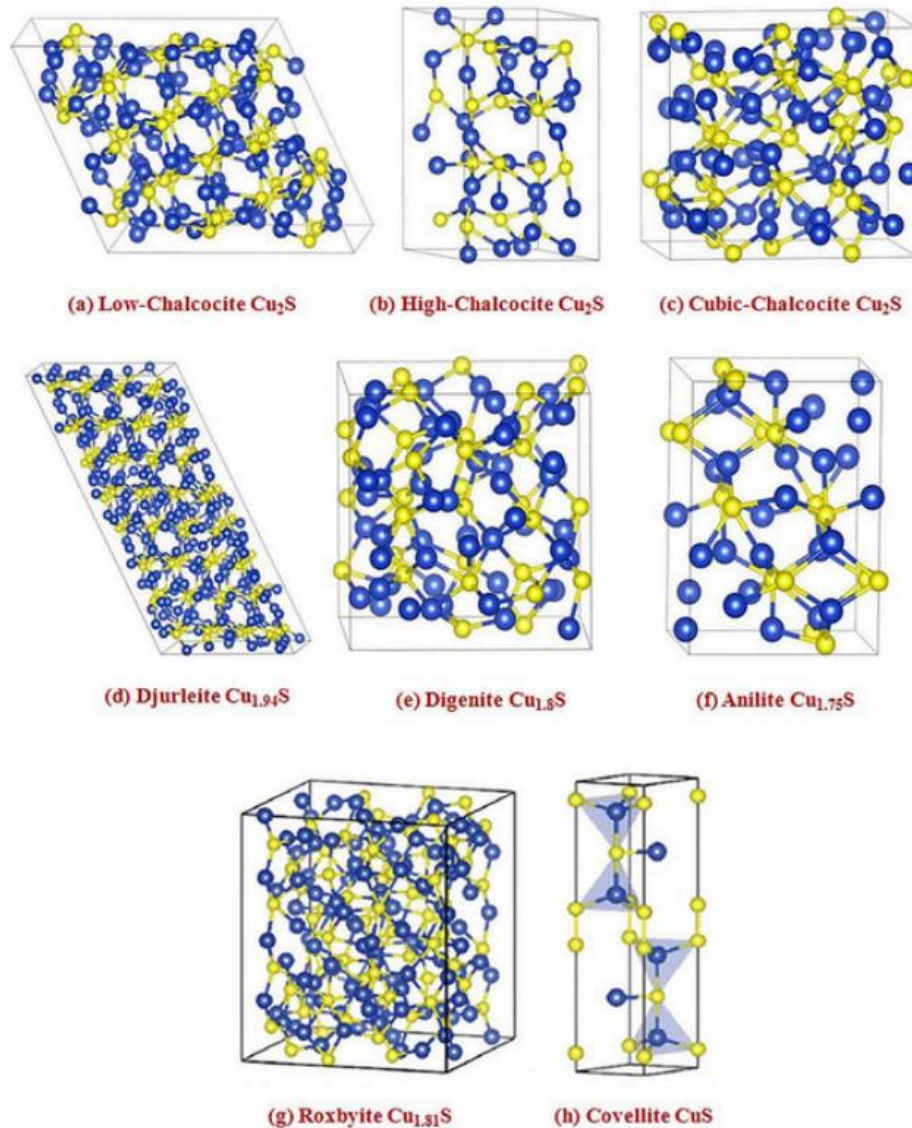 (a) Low-Chalcocite Cu₂S
(b) High-Chalcocite Cu₂S
(c) Cubic-Chalcocite Cu₂S
(d) Djurleite Cu₁.₉₄S
(e) Digenite Cu₁.₈S
(f) Anilite Cu₁.₇₅S
(g) Roxbyite Cu₁.₈₁S
(h) Covellite CuS